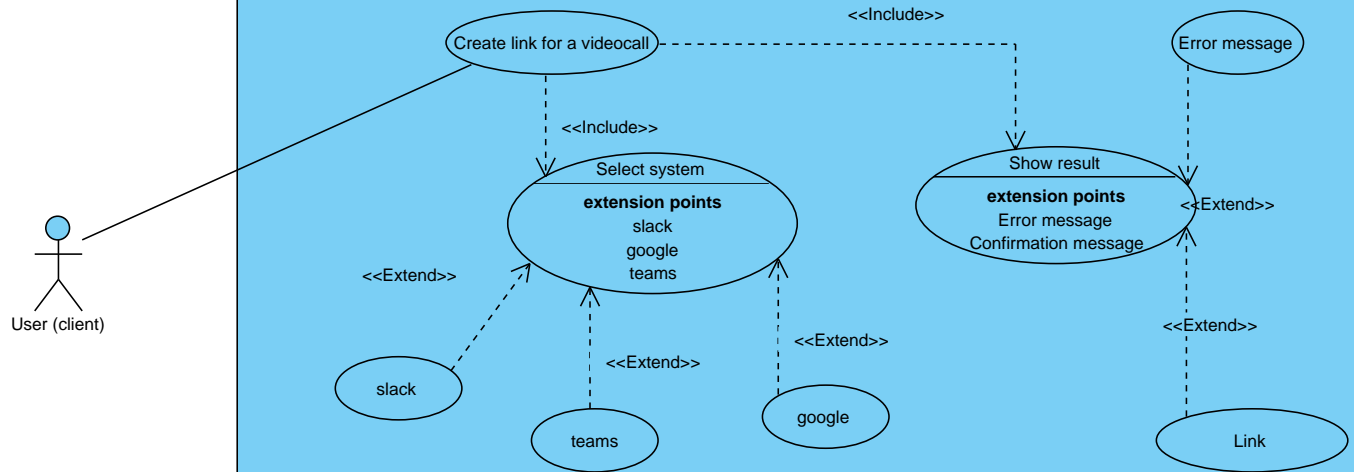 <<Include>>
Create link for a videocall
Error message
<<Include>>
Select system
extension points
slack
google
teams
Show result
extension points
Error message
Confirmation message
<<Extend>>
<<Extend>>
User (client)
<<Extend>>
<<Extend>>
<<Extend>>
slack
teams
google
Link